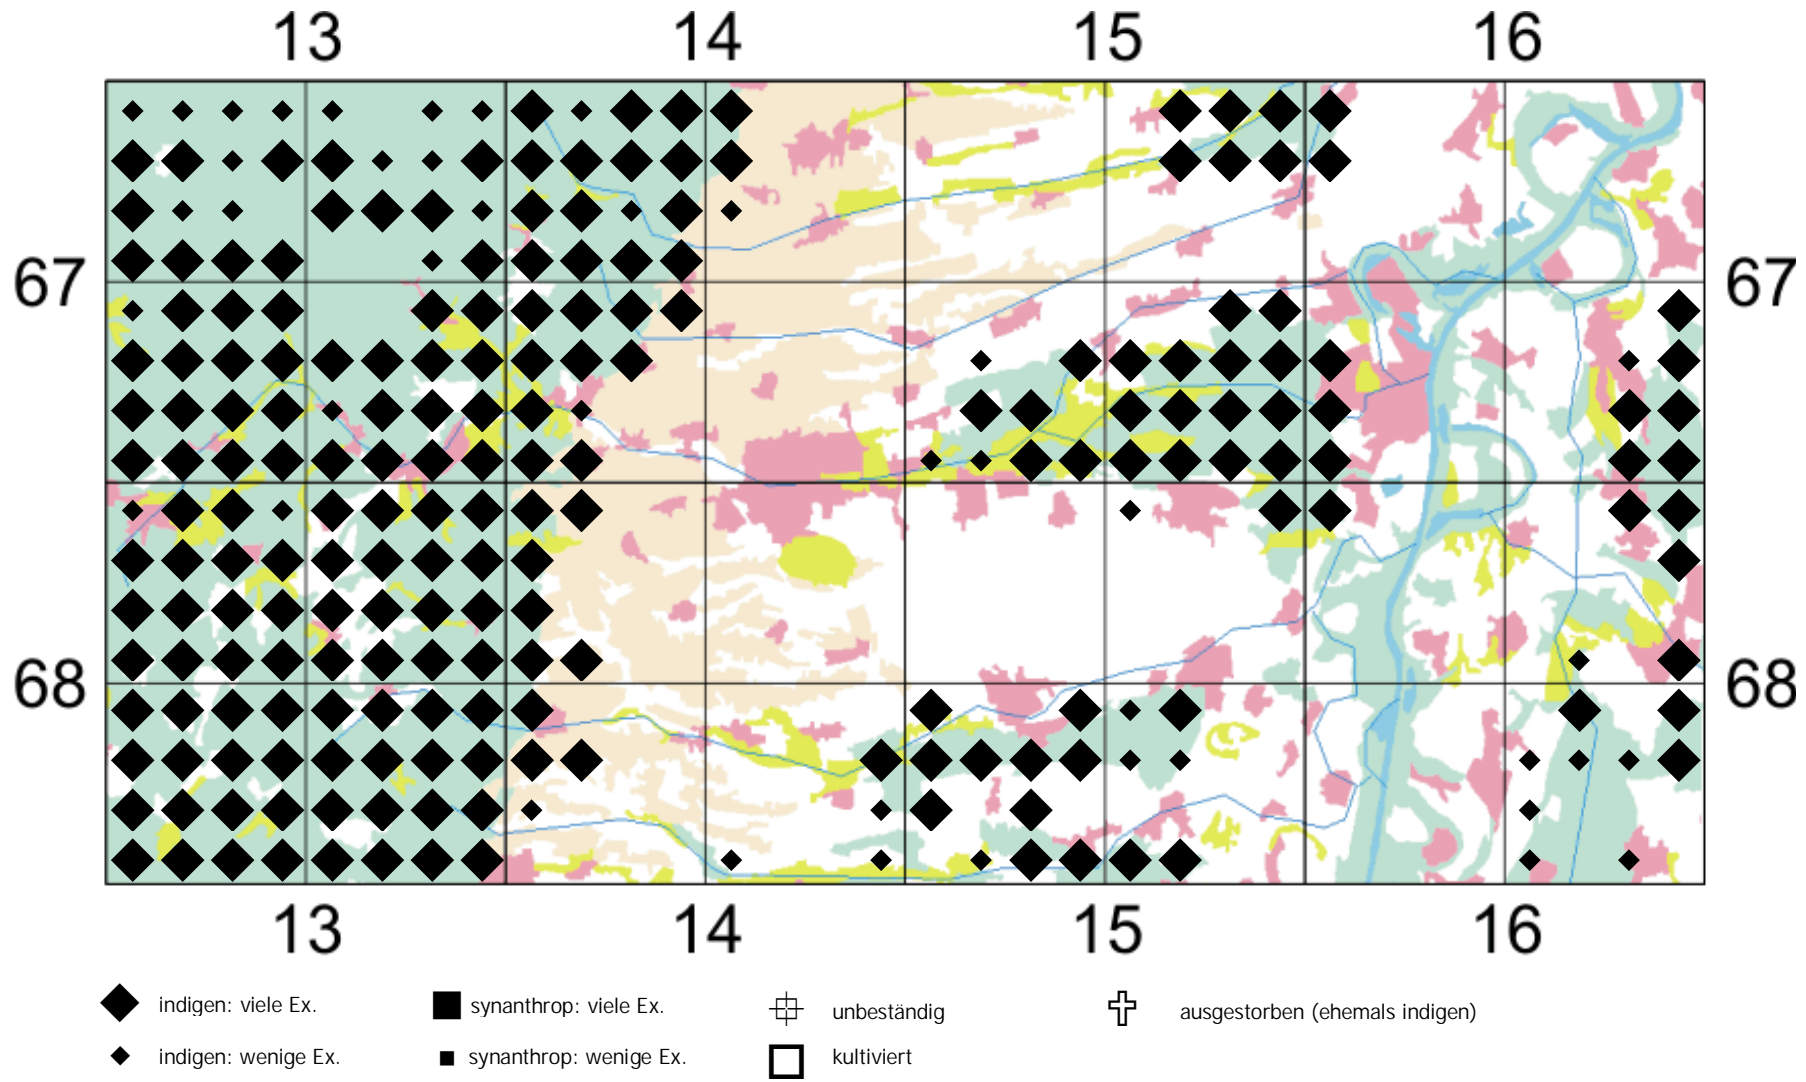 13 14 15 16
67 67
68 68
13 14 15 16
indigen: viele Ex. synanthrop: viele Ex. unbeständig ausgestorben (ehemals indigen)
indigen: wenige Ex. synanthrop: wenige Ex. kultiviert